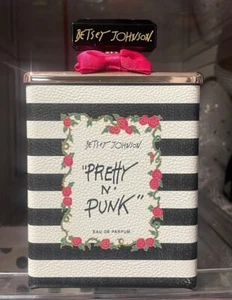 BETSEY JOHNSON.
BETSEY JOHNSON
"PRETTY
N'
PUNK"
EAU DE PARFUM